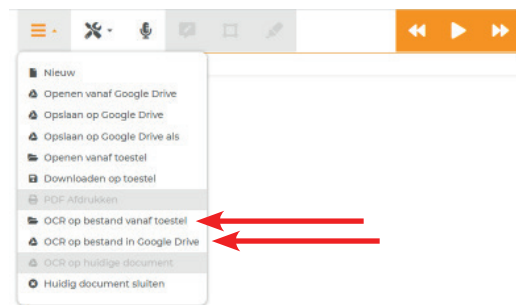 Nieuw
Openen vanaf Google Drive
Opslaan op Google Drive
Opslaan op Google Drive als
Openen vanaf toestel
Downloaden op toestel
PDF Afdrukken
OCR op bestand vanaf toestel
OCR op bestand in Google Drive
OCR op huidige document
Huidig document sluiten